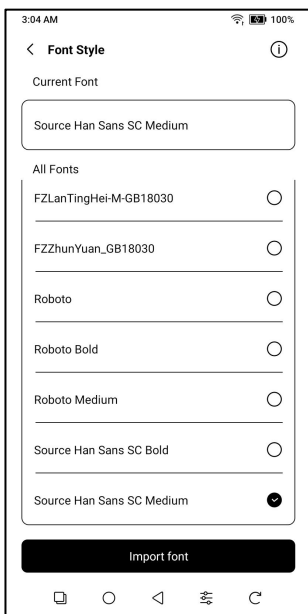 3:04 AM
100%
Font Style
Current Font
Source Han Sans SC Medium
All Fonts
FZLanTingHei-M-GB18030
FZZhunYuan_GB18030
Roboto
Roboto Bold
Roboto Medium
Source Han Sans SC Bold
Source Han Sans SC Medium
Import font